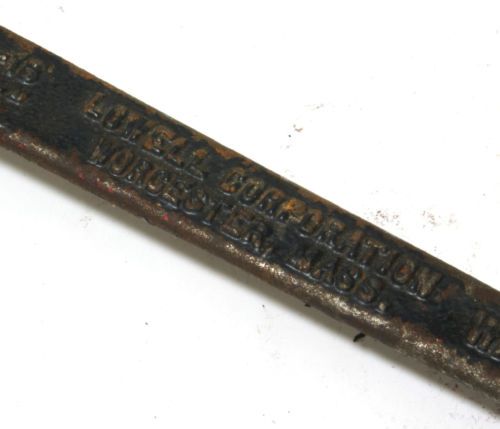 LOWELL CORPORATION
WORCESTER, MASS.